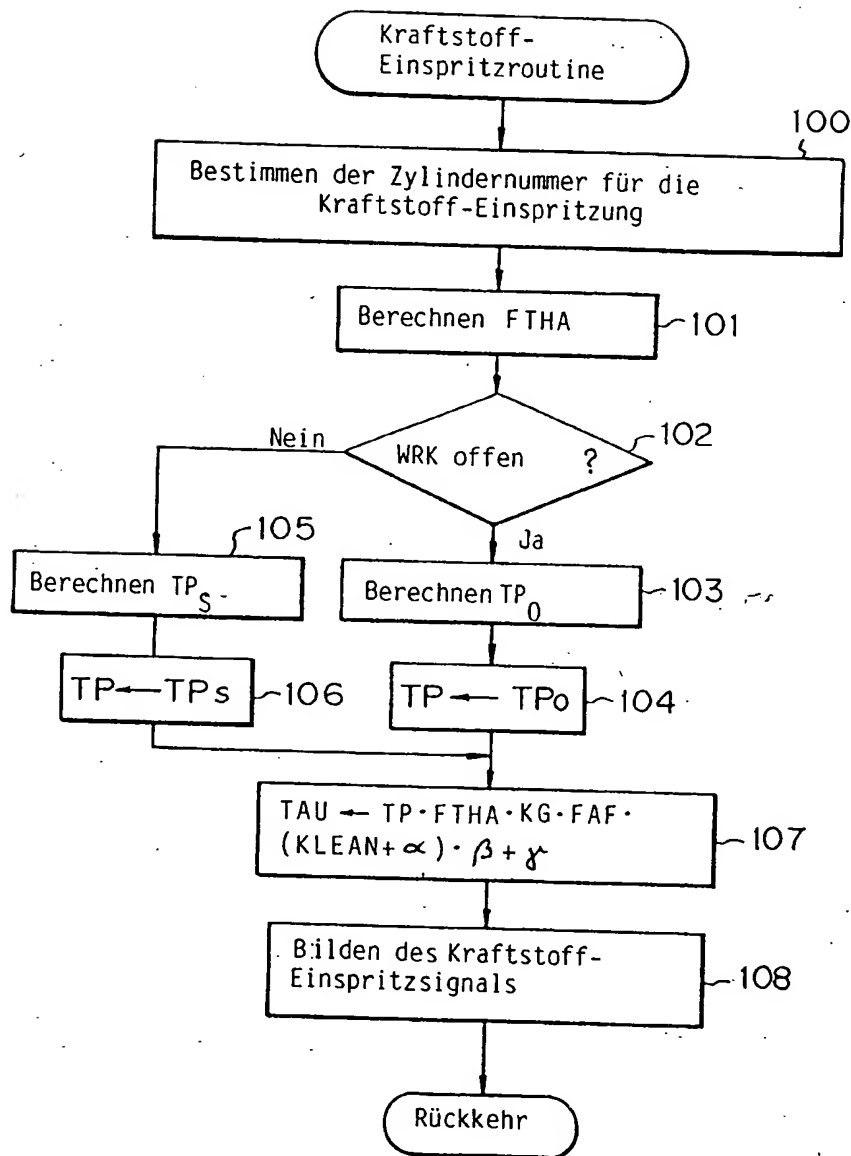 Kraftstoff-
Einspritzroutine
100
Bestimmen der Zylindernummer für die
Kraftstoff-Einspritzung
Berechnen FTHA
101
WRK offen ?
102
Nein
Ja
105
Berechnen TPS
Berechnen TP0
103
TP ← TPs
106
TP ← TPo
104
TAU ← TP·FTHA·KG·FAF·
(KLEAN+α)·β+γ
107
Bilden des Kraftstoff-
Einspritzsignals
108
Rückkehr